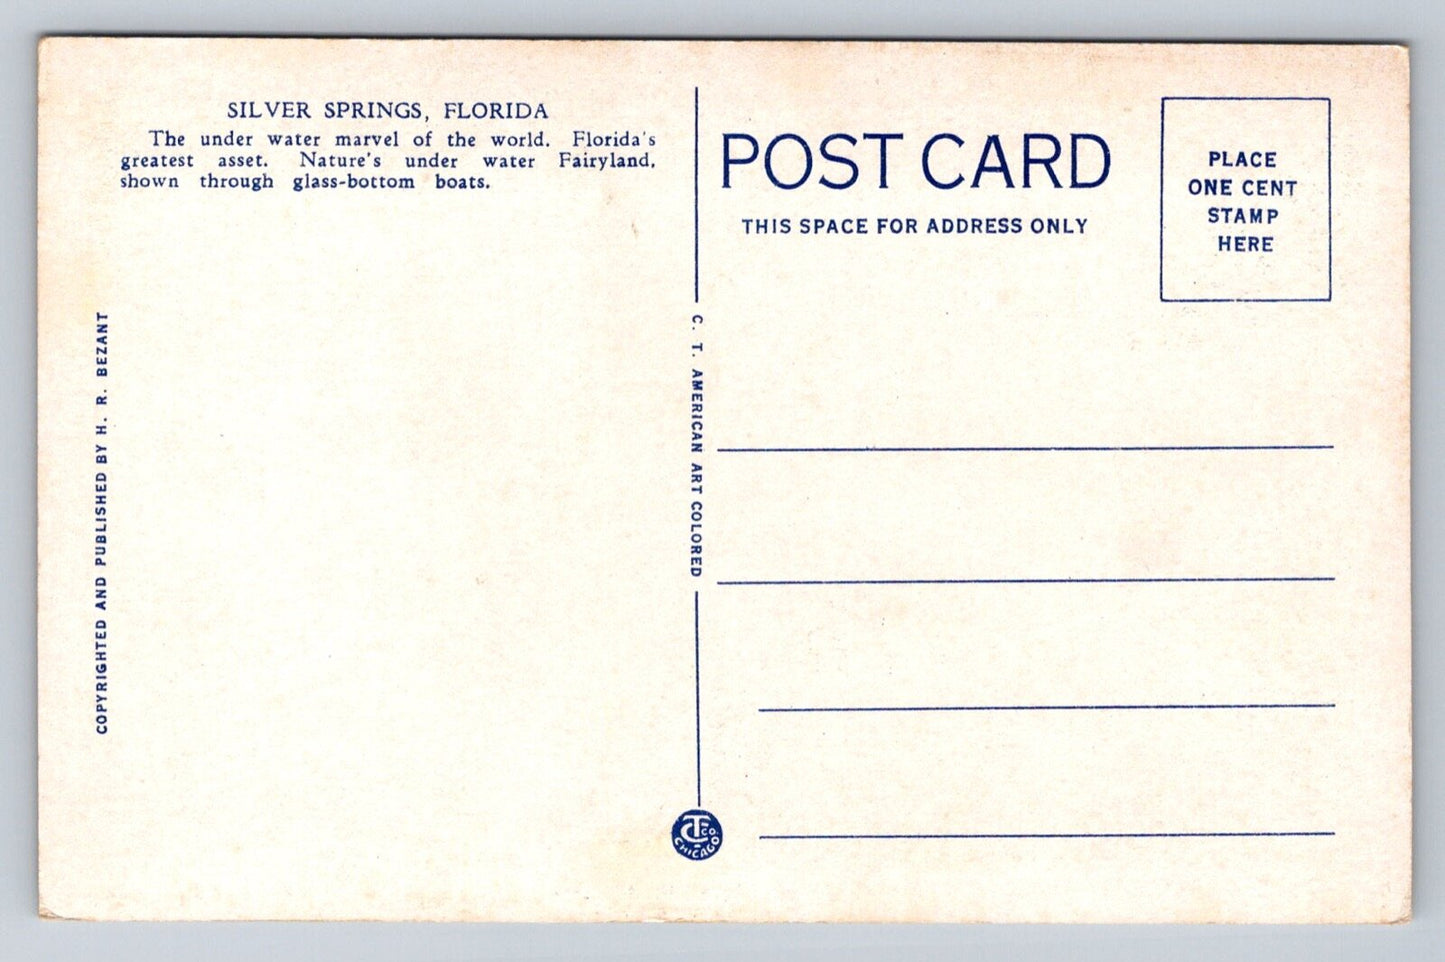 SILVER SPRINGS, FLORIDA
The under water marvel of the world. Florida's
greatest asset. Nature's under water Fairyland,
shown through glass-bottom boats.
COPYRIGHTED AND PUBLISHED BY H. R. BEZANT
C. T. AMERICAN ART COLORED
CT CO.
CHICAGO
POST CARD
THIS SPACE FOR ADDRESS ONLY
PLACE
ONE CENT
STAMP
HERE